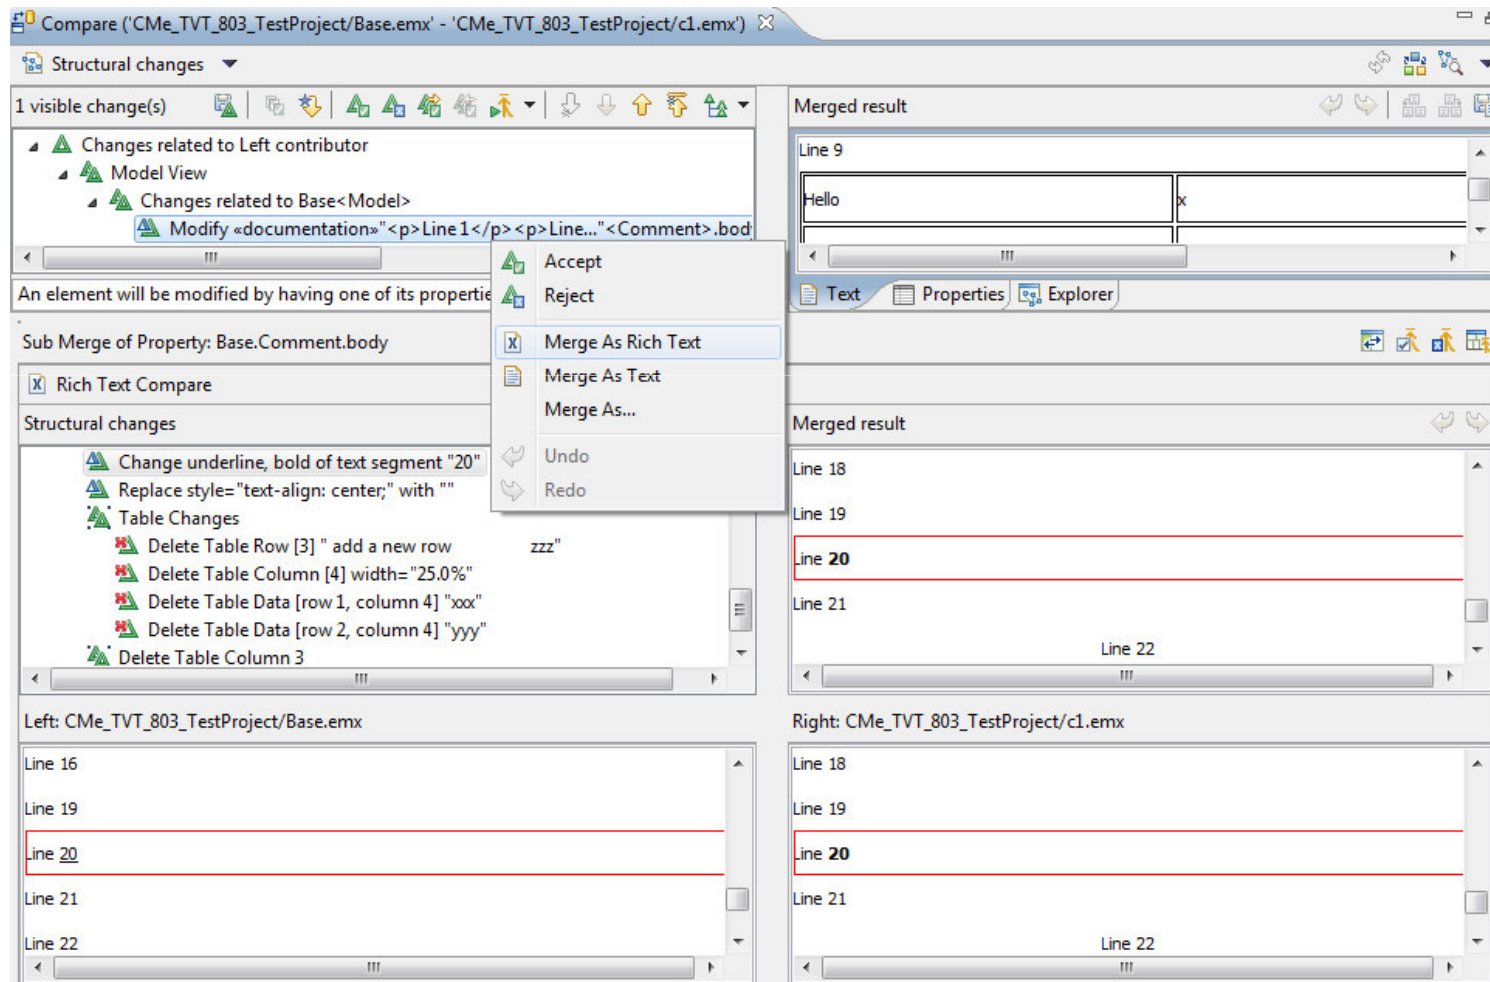 Compare ('CMe_TVT_803_TestProject/Base.emx' - 'CMe_TVT_803_TestProject/c1.emx')
Structural changes
1 visible change(s)
Changes related to Left contributor
Model View
Changes related to Base<Model>
Modify «documentation»"<p>Line 1</p><p>Line..."<Comment>.bod
An element will be modified by having one of its propertie
Merged result
Line 9
Hello x
Text Properties Explorer
Accept
Reject
Merge As Rich Text
Merge As Text
Merge As...
Undo
Redo
Sub Merge of Property: Base.Comment.body
Rich Text Compare
Structural changes
Change underline, bold of text segment "20"
Replace style="text-align: center;" with ""
Table Changes
Delete Table Row [3] " add a new row zzz"
Delete Table Column [4] width="25.0%"
Delete Table Data [row 1, column 4] "xxx"
Delete Table Data [row 2, column 4] "yyy"
Delete Table Column 3
Merged result
Line 18
Line 19
Line 20
Line 21
Line 22
Left: CMe_TVT_803_TestProject/Base.emx
Line 16
Line 19
Line 20
Line 21
Line 22
Right: CMe_TVT_803_TestProject/c1.emx
Line 18
Line 19
Line 20
Line 21
Line 22